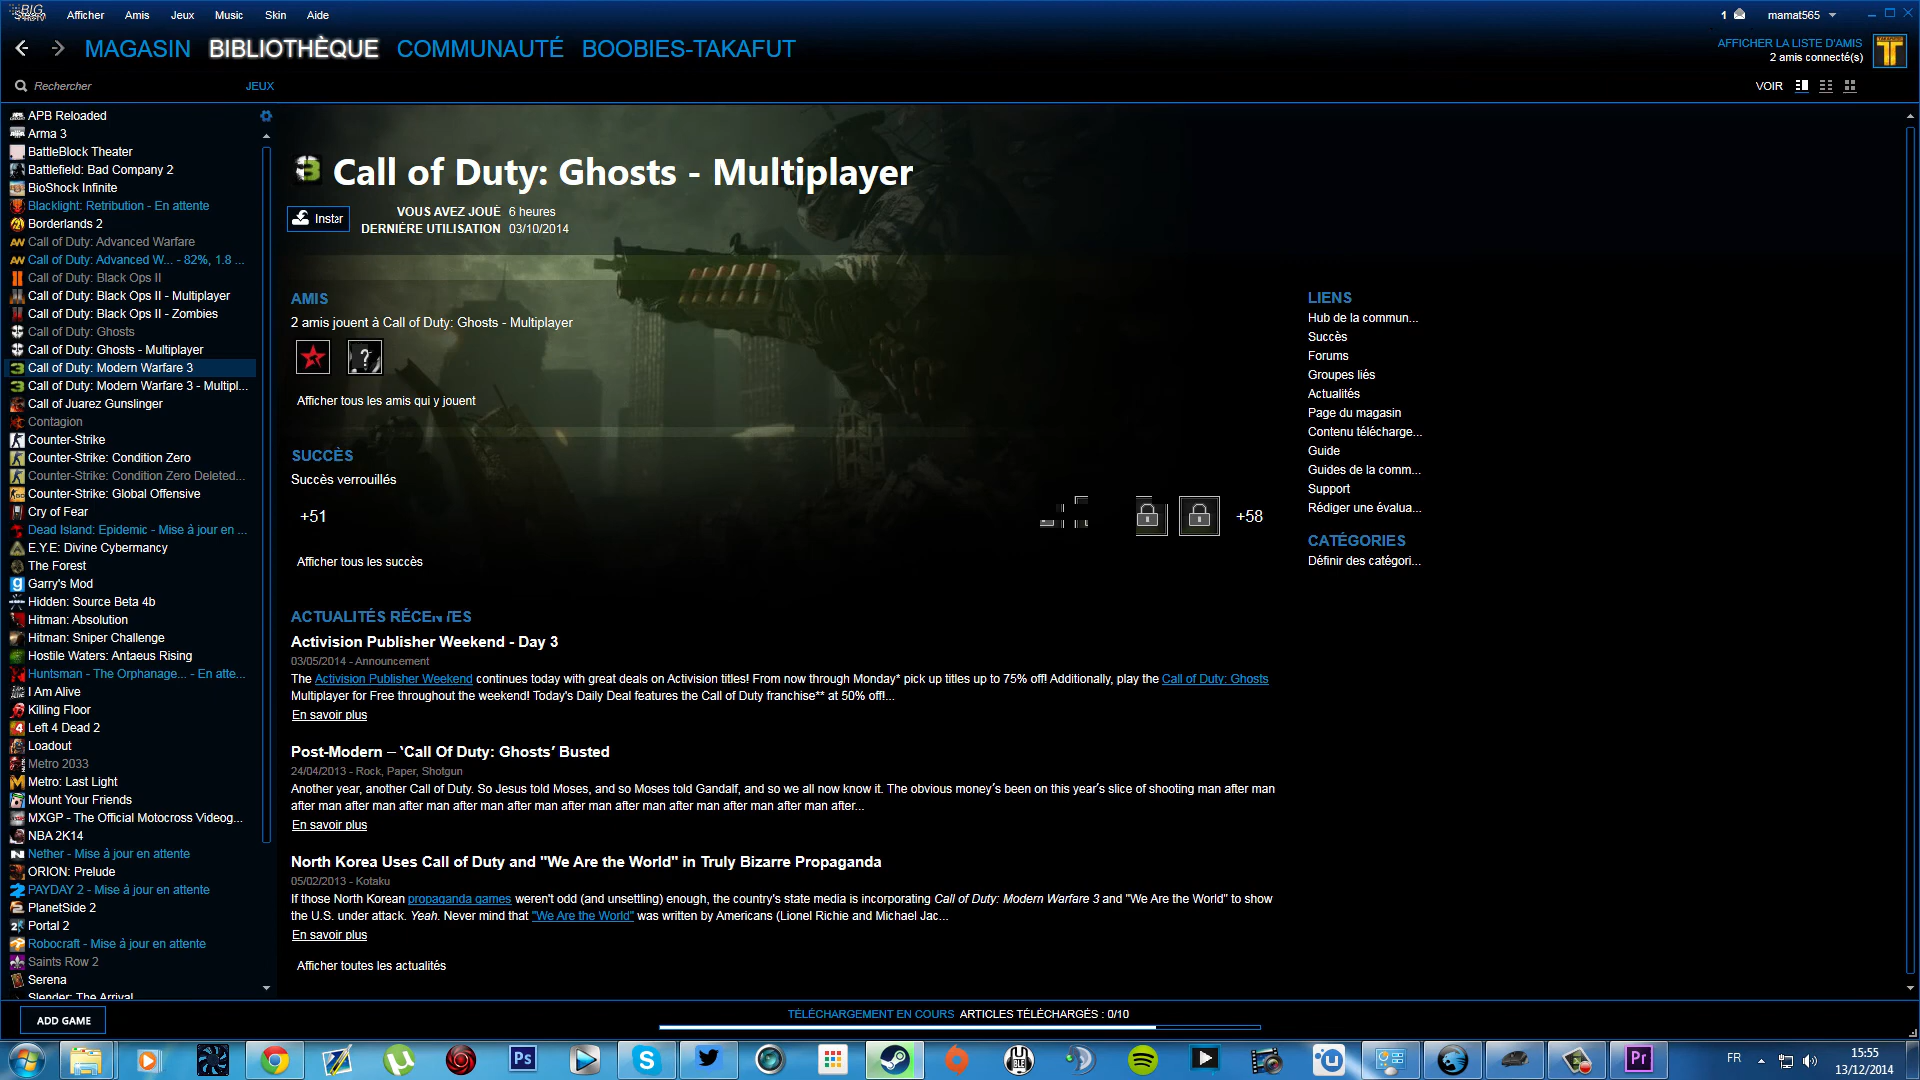 Afficher Amis Jeux Music Skin Aide
1 mamat565
MAGASIN BIBLIOTHÈQUE COMMUNAUTÉ BOOBIES-TAKAFUT
AFFICHER LA LISTE D'AMIS
2 amis connecté(s)
Rechercher
JEUX
VOIR
APB Reloaded
Arma 3
BattleBlock Theater
Battlefield: Bad Company 2
BioShock Infinite
Blacklight: Retribution - En attente
Borderlands 2
Call of Duty: Advanced Warfare
Call of Duty: Advanced W... - 82%, 1.8 ...
Call of Duty: Black Ops II
Call of Duty: Black Ops II - Multiplayer
Call of Duty: Black Ops II - Zombies
Call of Duty: Ghosts
Call of Duty: Ghosts - Multiplayer
Call of Duty: Modern Warfare 3
Call of Duty: Modern Warfare 3 - Multipl...
Call of Juarez Gunslinger
Contagion
Counter-Strike
Counter-Strike: Condition Zero
Counter-Strike: Condition Zero Deleted...
Counter-Strike: Global Offensive
Cry of Fear
Dead Island: Epidemic - Mise à jour en ...
E.Y.E: Divine Cybermancy
The Forest
Garry's Mod
Hidden: Source Beta 4b
Hitman: Absolution
Hitman: Sniper Challenge
Hostile Waters: Antaeus Rising
Huntsman - The Orphanage... - En atte...
I Am Alive
Killing Floor
Left 4 Dead 2
Loadout
Metro 2033
Metro: Last Light
Mount Your Friends
MXGP - The Official Motocross Videog...
NBA 2K14
Nether - Mise à jour en attente
ORION: Prelude
PAYDAY 2 - Mise à jour en attente
PlanetSide 2
Portal 2
Robocraft - Mise à jour en attente
Saints Row 2
Serena
Slender: The Arrival
ADD GAME
Call of Duty: Ghosts - Multiplayer
VOUS AVEZ JOUÉ 6 heures
DERNIÈRE UTILISATION 03/10/2014
AMIS
2 amis jouent à Call of Duty: Ghosts - Multiplayer
Afficher tous les amis qui y jouent
SUCCÈS
Succès verrouillés
+51
+58
Afficher tous les succès
ACTUALITÉS RÉCENTES
Activision Publisher Weekend - Day 3
03/05/2014 - Announcement
The Activision Publisher Weekend continues today with great deals on Activision titles! From now through Monday* pick up titles up to 75% off! Additionally, play the Call of Duty: Ghosts
Multiplayer for Free throughout the weekend! Today's Daily Deal features the Call of Duty franchise** at 50% off!...
En savoir plus
Post-Modern – ‘Call Of Duty: Ghosts’ Busted
24/04/2013 - Rock, Paper, Shotgun
Another year, another Call of Duty. So Jesus told Moses, and so Moses told Gandalf, and so we all now know it. The obvious money’s been on this year’s slice of shooting man after man
after man after man after man after man after man after man after man after man after man after...
En savoir plus
North Korea Uses Call of Duty and "We Are the World" in Truly Bizarre Propaganda
05/02/2013 - Kotaku
If those North Korean propaganda games weren't odd (and unsettling) enough, the country's state media is incorporating Call of Duty: Modern Warfare 3 and "We Are the World" to show
the U.S. under attack. Yeah. Never mind that "We Are the World" was written by Americans (Lionel Richie and Michael Jac...
En savoir plus
Afficher toutes les actualités
LIENS
Hub de la commun...
Succès
Forums
Groupes liés
Actualités
Page du magasin
Contenu télécharge...
Guide
Guides de la comm...
Support
Rédiger une évalua...
CATÉGORIES
Définir des catégori...
TÉLÉCHARGEMENT EN COURS ARTICLES TÉLÉCHARGÉS : 0/10
FR
15:55
13/12/2014